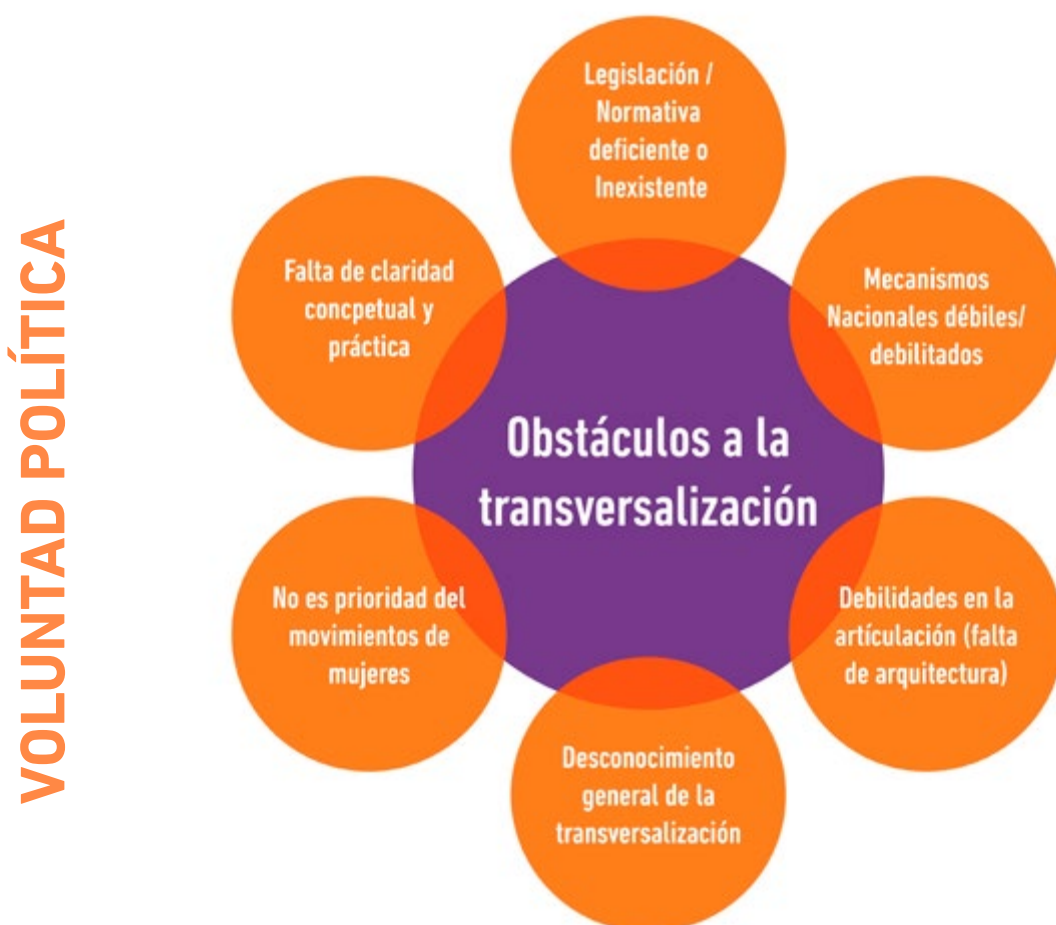 VOLUNTAD POLÍTICA
Legislación /
Normativa
deficiente o
Inexistente
Falta de claridad
concpetual y
práctica
Mecanismos
Nacionales débiles/
debilitados
Obstáculos a la
transversalización
No es prioridad del
movimientos de
mujeres
Debilidades en la
artículación (falta
de arquitectura)
Desconocimiento
general de la
transversalización